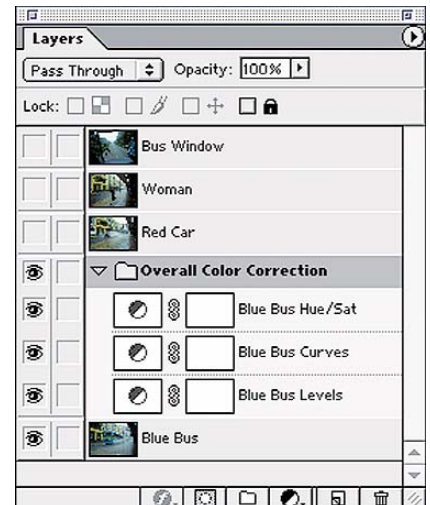 Layers
Pass Through Opacity: 100%
Lock:
Bus Window
Woman
Red Car
Overall Color Correction
Blue Bus Hue/Sat
Blue Bus Curves
Blue Bus Levels
Blue Bus